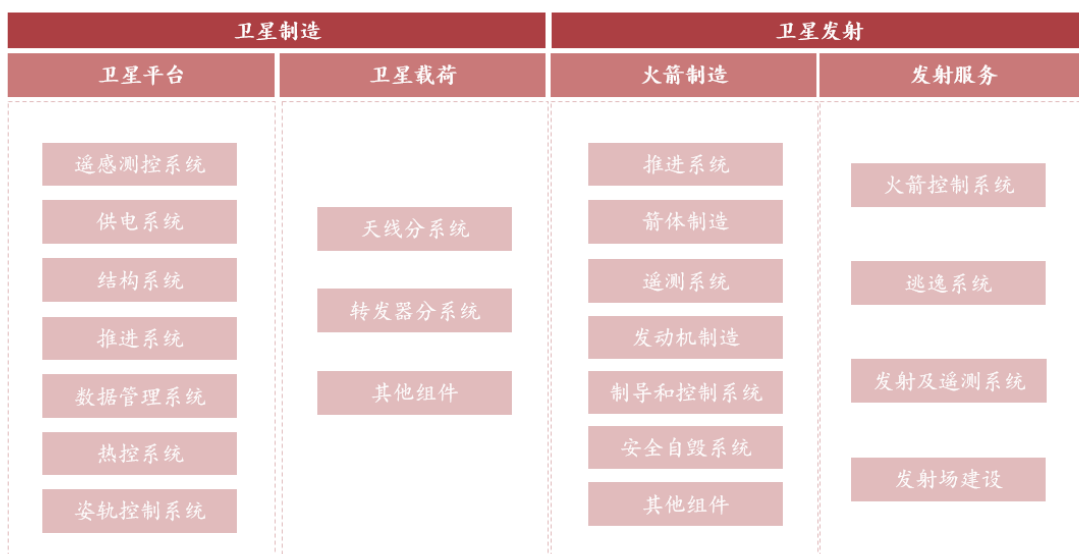 卫星制造
卫星发射
卫星平台
卫星载荷
火箭制造
发射服务
遥感测控系统
供电系统
结构系统
推进系统
数据管理系统
热控系统
姿轨控制系统
天线分系统
转发器分系统
其他组件
推进系统
箭体制造
遥测系统
发动机制造
制导和控制系统
安全自毁系统
其他组件
火箭控制系统
逃逸系统
发射及遥测系统
发射场建设